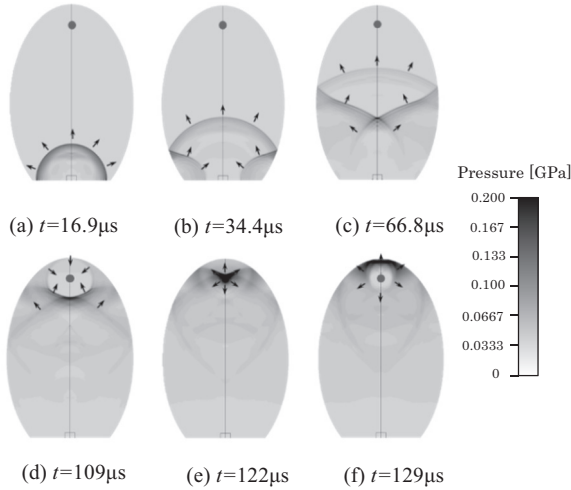 (a) t=16.9μs
(b) t=34.4μs
(c) t=66.8μs
Pressure [GPa]
0.200
0.167
0.133
0.100
0.0667
0.0333
0
(d) t=109μs
(e) t=122μs
(f) t=129μs